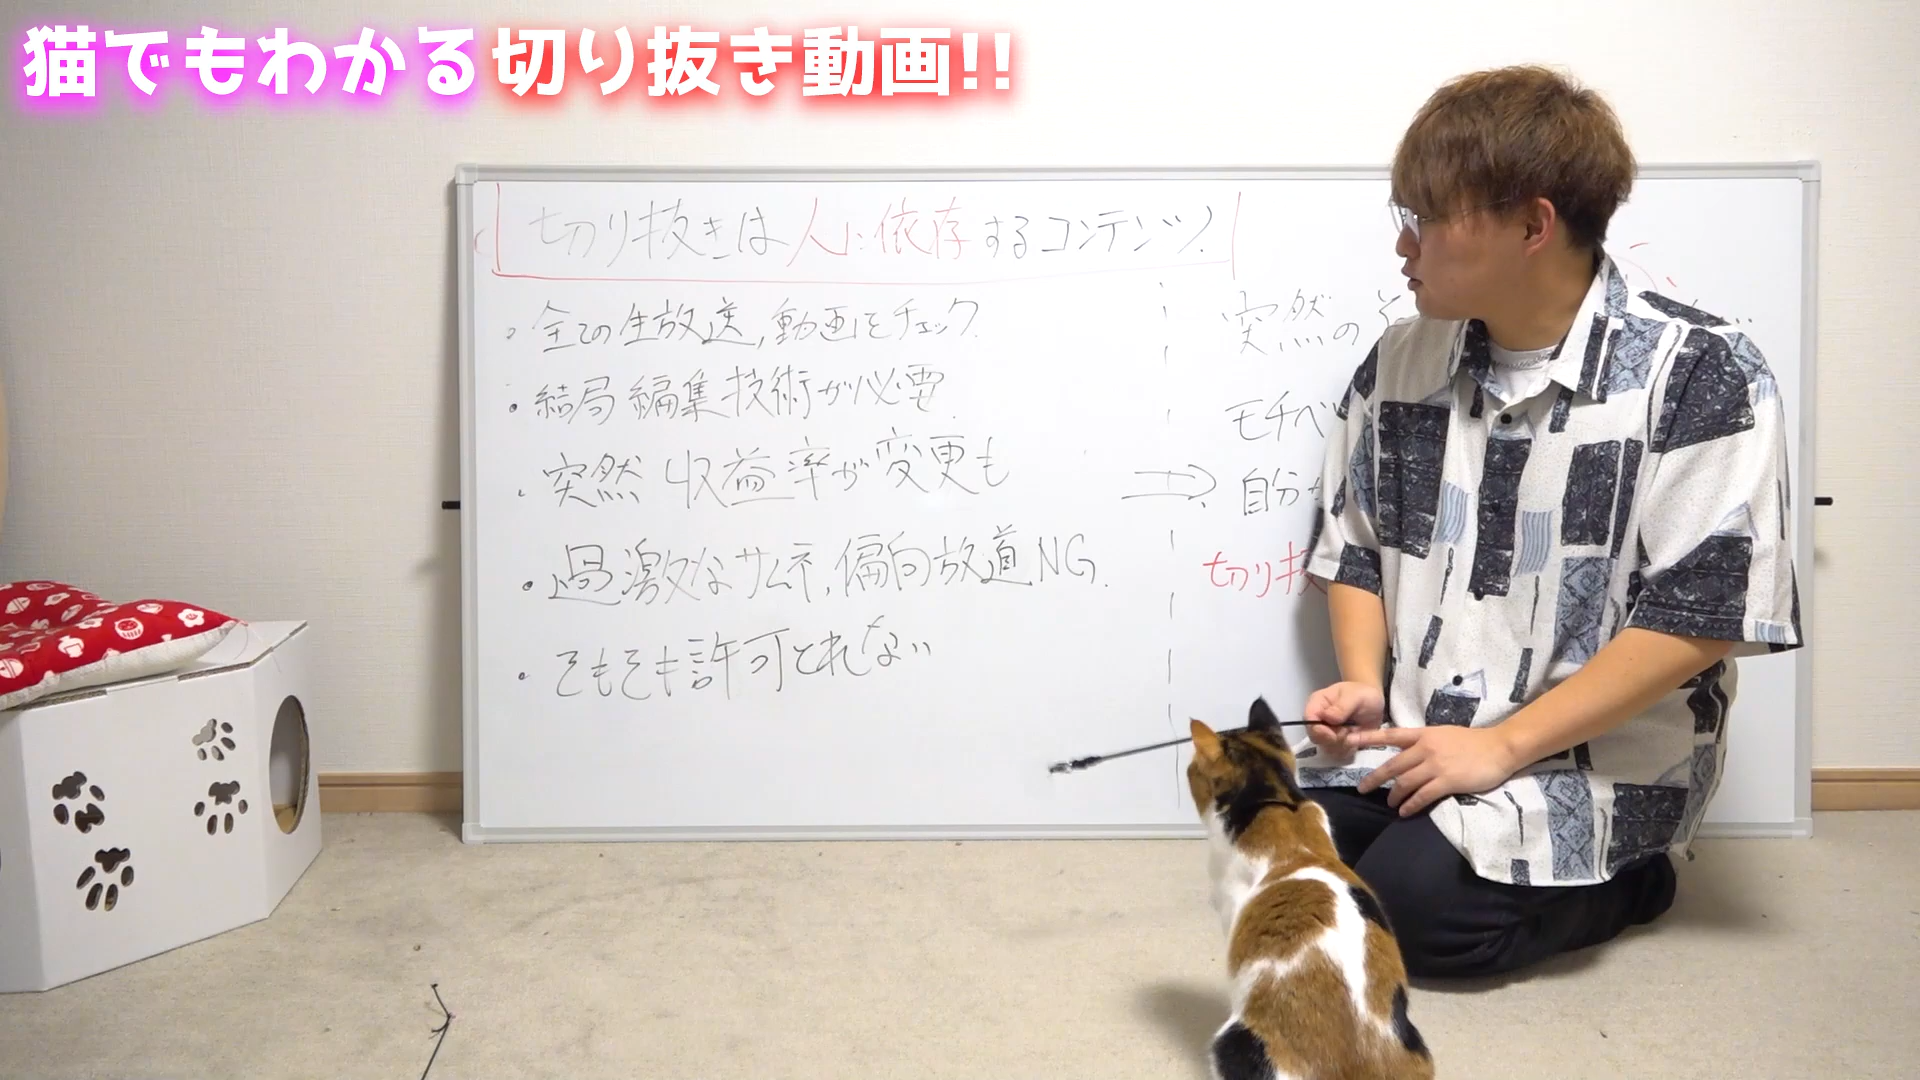 猫でもわかる切り抜き動画!!
切り抜きは人に依存するコンテンツ!
・全ての生放送,動画をチェック.
・結局編集技術が必要.
・突然収益率が変更も
・過激なサムネ,偏向放道NG.
・そもそも許可とれない
突然の
モチベ
⇒ 自分
切り抜